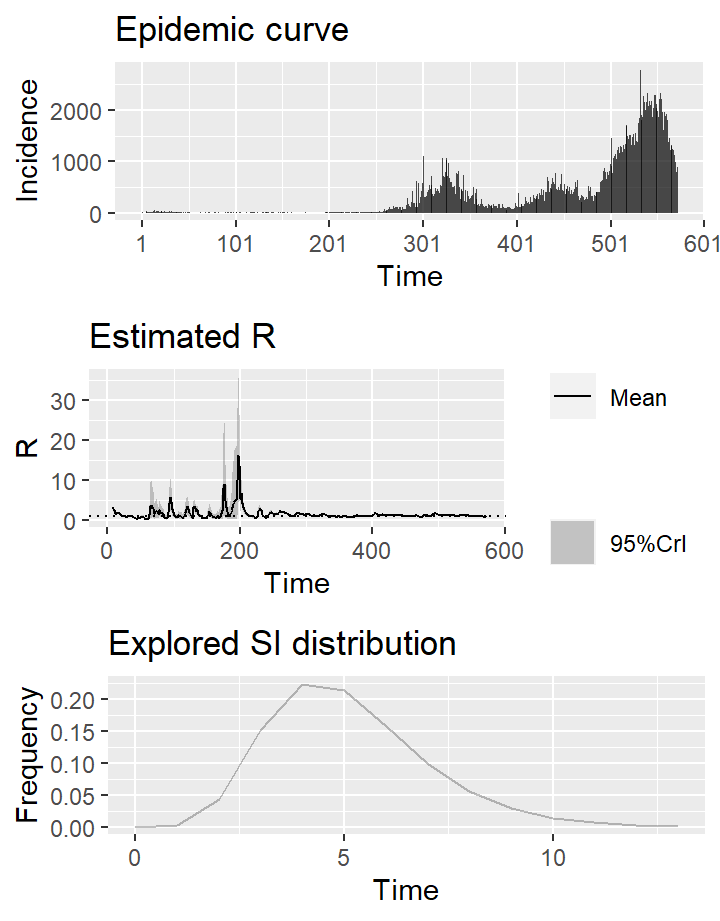 Epidemic curve
Incidence
2000
1000
0
1 101 201 301 401 501 601
Time
Estimated R
R
30
20
10
0
0 200 400 600
Time
Mean
95%CrI
Explored SI distribution
Frequency
0.20
0.15
0.10
0.05
0.00
0 5 10
Time